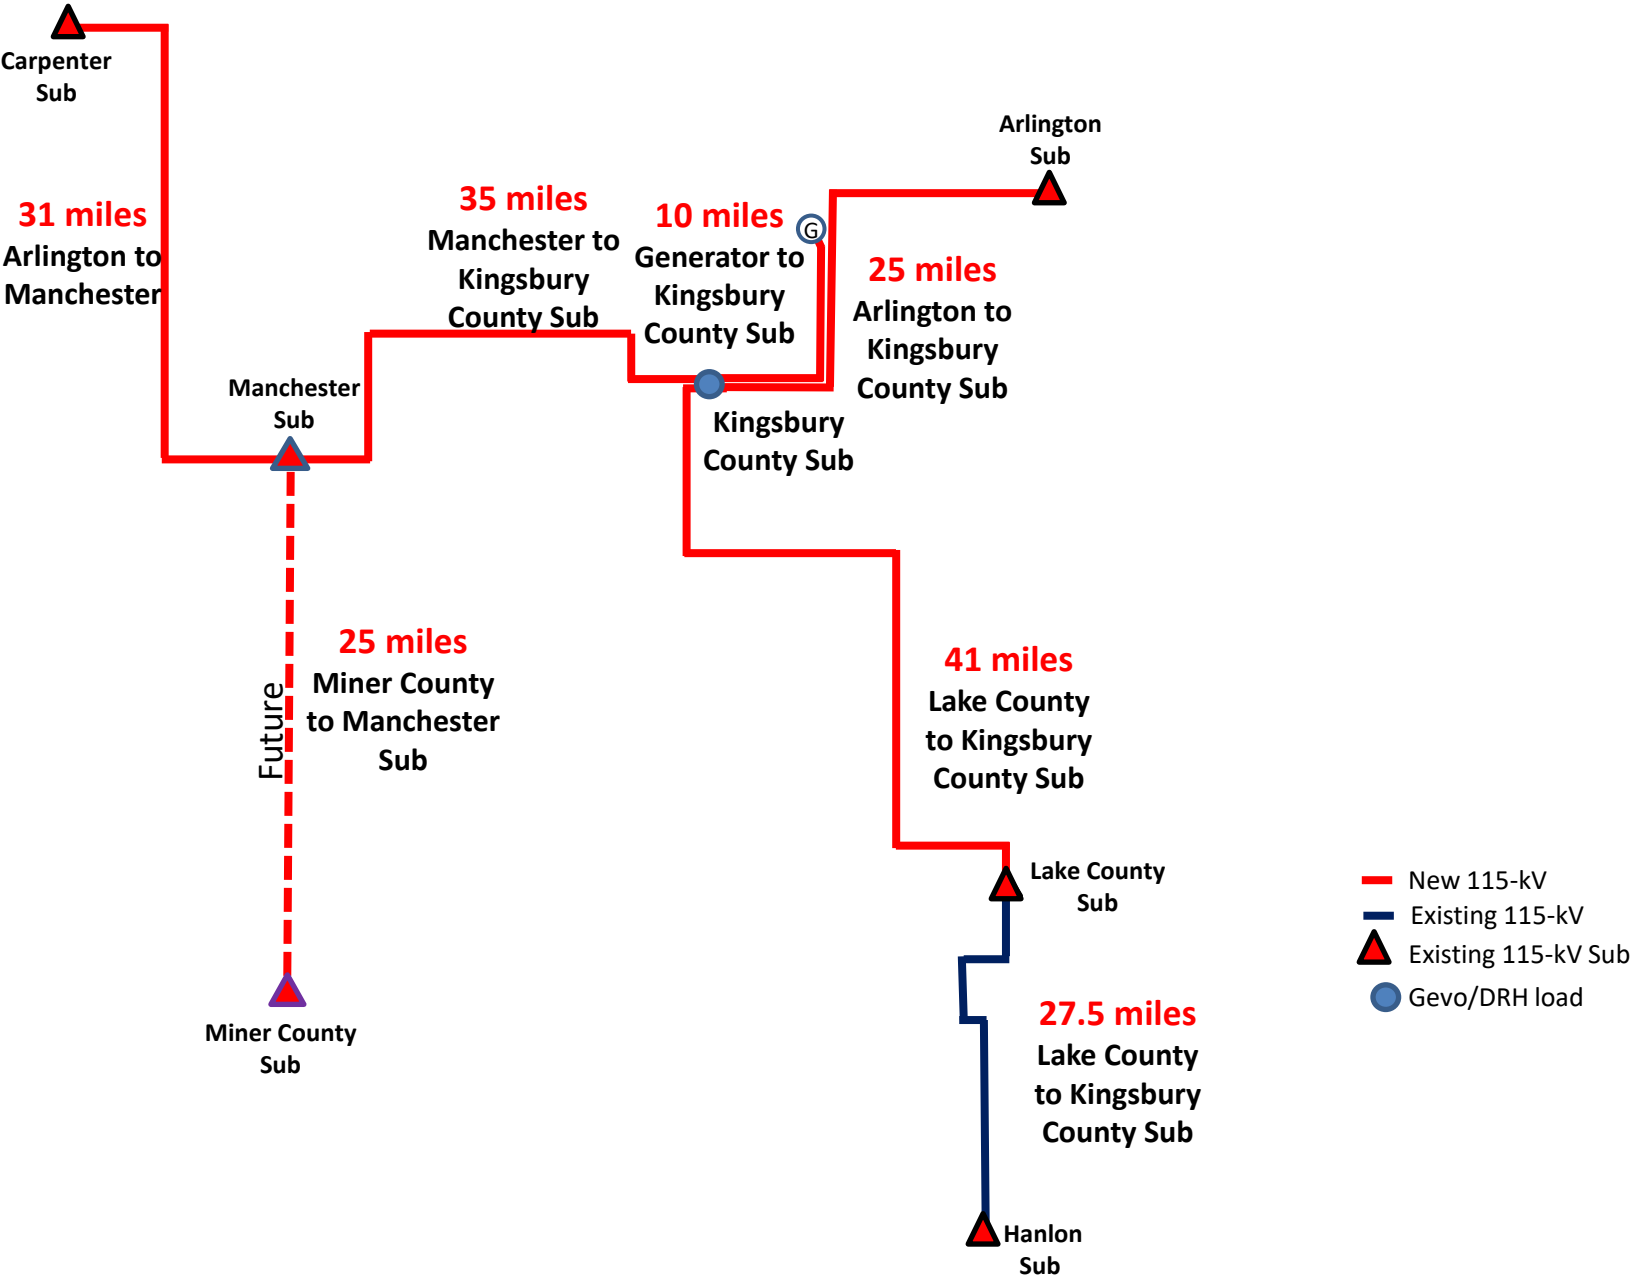 Carpenter
Sub
Arlington
Sub
31 miles
Arlington to
Manchester
35 miles
Manchester to
Kingsbury
County Sub
10 miles
Generator to
Kingsbury
County Sub
G
25 miles
Arlington to
Kingsbury
County Sub
Manchester
Sub
Kingsbury
County Sub
Future
25 miles
Miner County
to Manchester
Sub
41 miles
Lake County
to Kingsbury
County Sub
Lake County
Sub
New 115-kV
Existing 115-kV
Existing 115-kV Sub
Gevo/DRH load
Miner County
Sub
27.5 miles
Lake County
to Kingsbury
County Sub
Hanlon
Sub